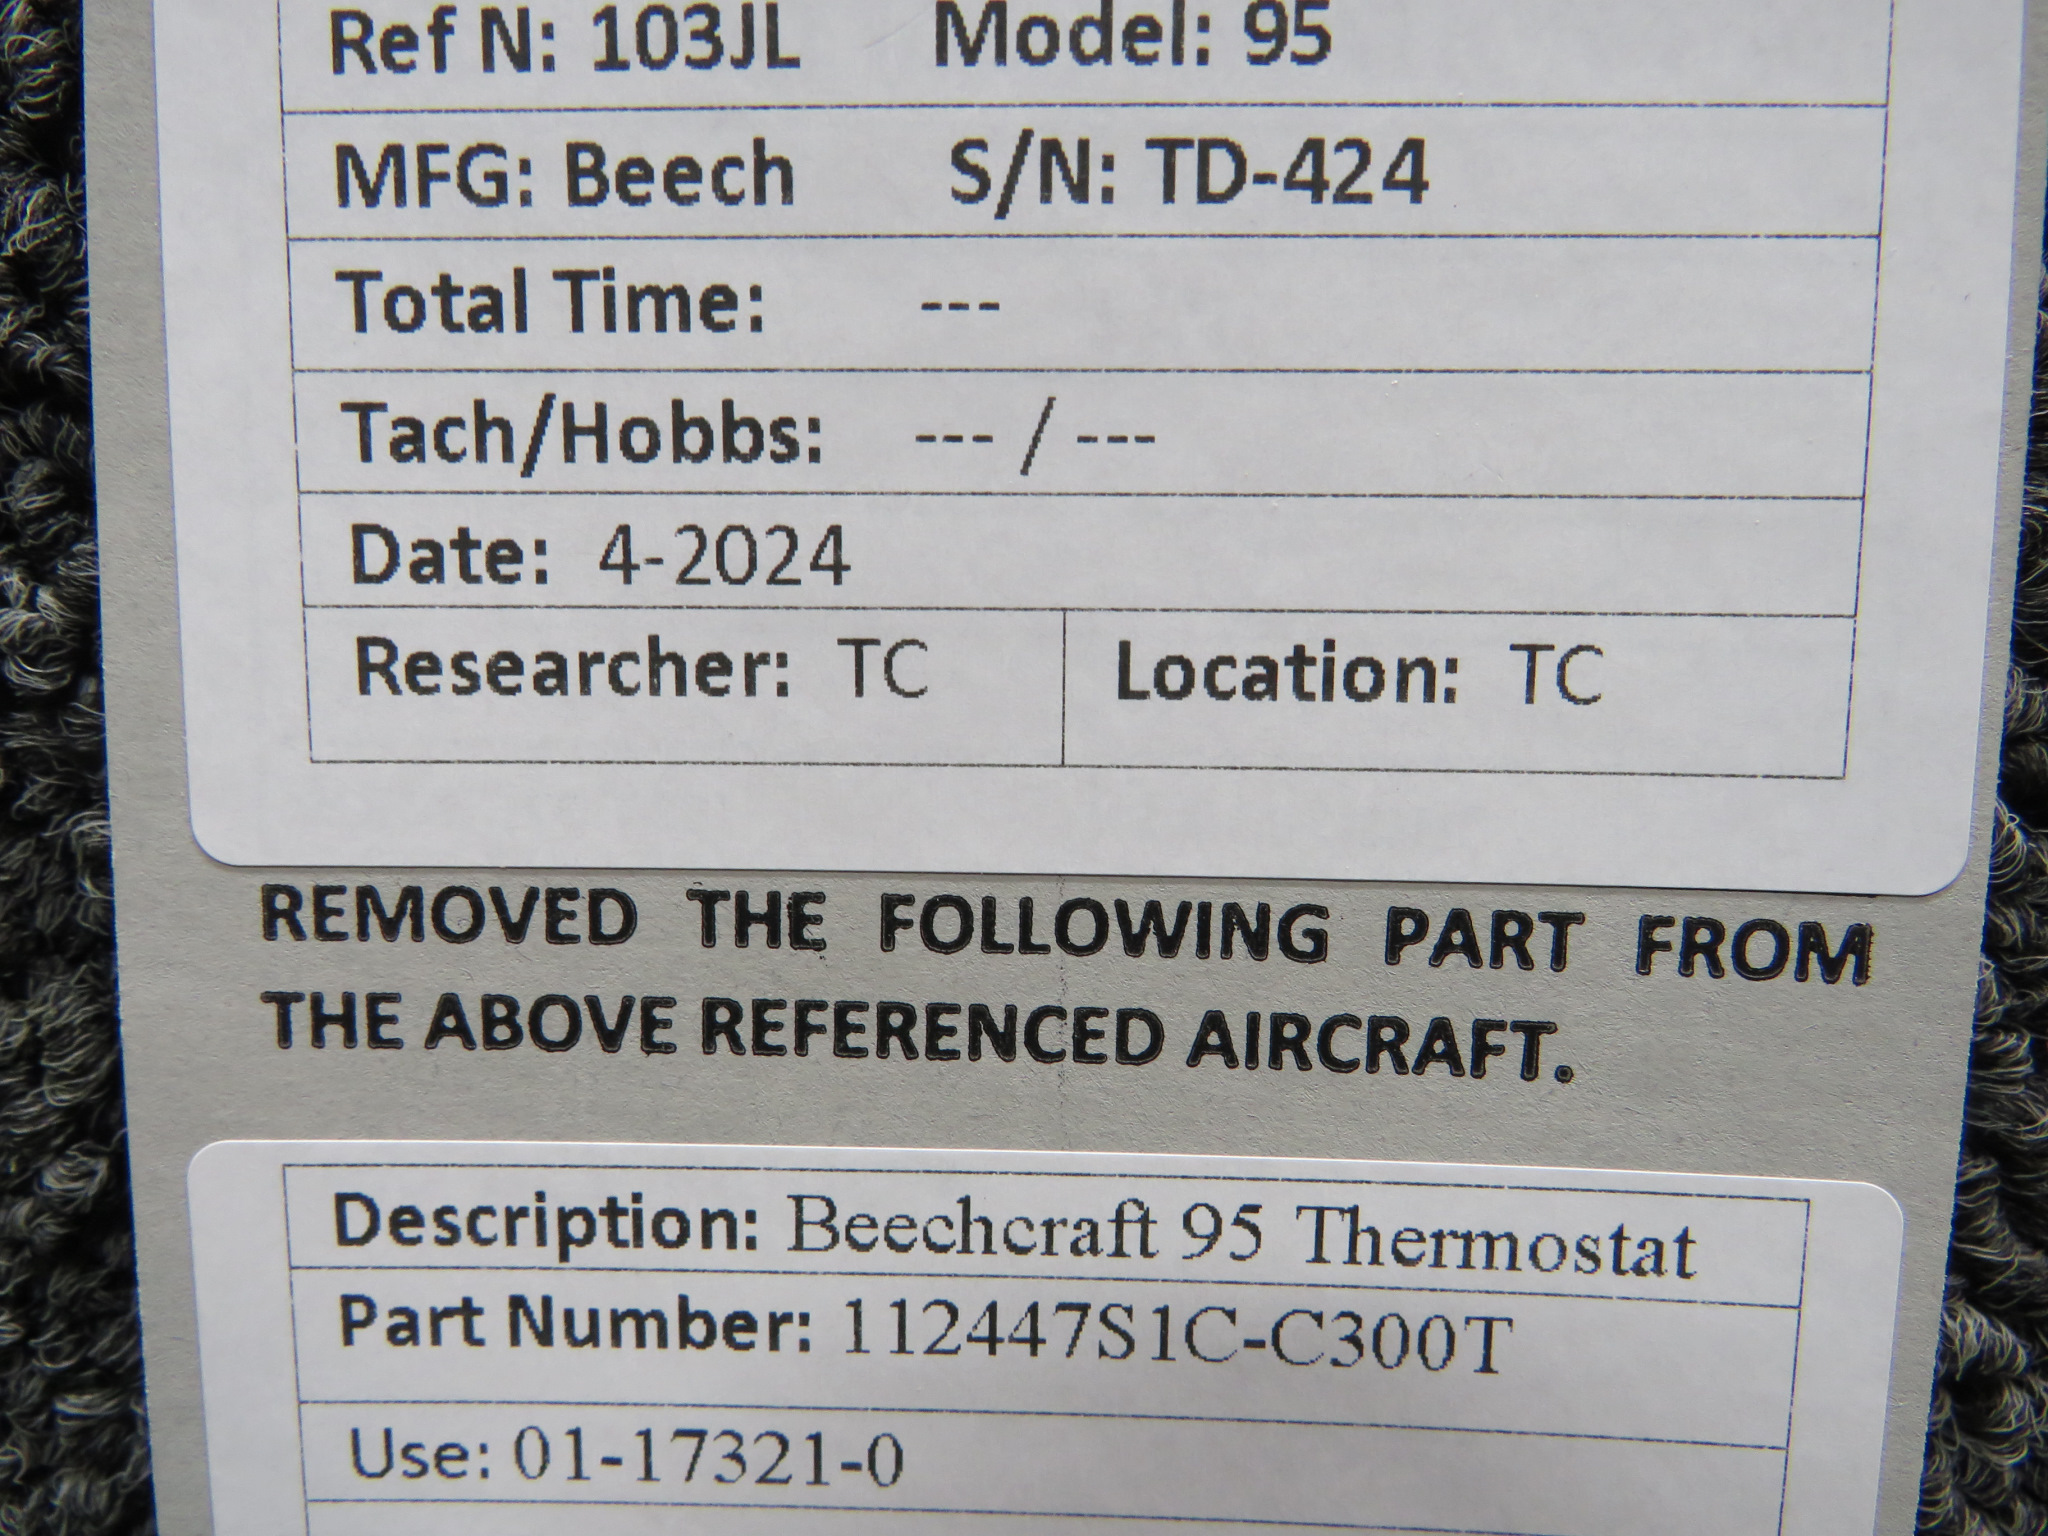 Ref N: 103JL Model: 95
MFG: Beech S/N: TD-424
Total Time: ---
Tach/Hobbs: --- / ---
Date: 4-2024
Researcher: TC Location: TC
REMOVED THE FOLLOWING PART FROM
THE ABOVE REFERENCED AIRCRAFT.
Description: Beechcraft 95 Thermostat
Part Number: 112447S1C-C300T
Use: 01-17321-0